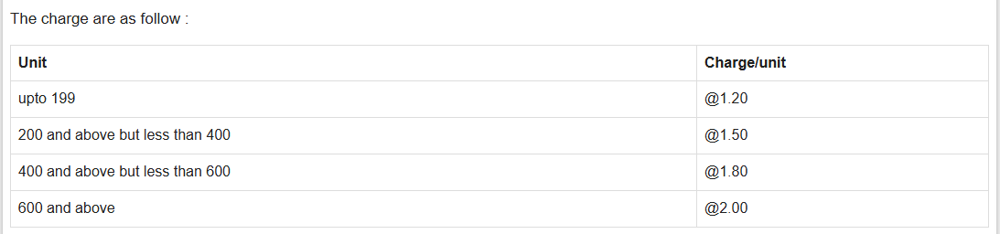 The charge are as follow :
Unit Charge/unit
upto 199 @1.20
200 and above but less than 400 @1.50
400 and above but less than 600 @1.80
600 and above @2.00